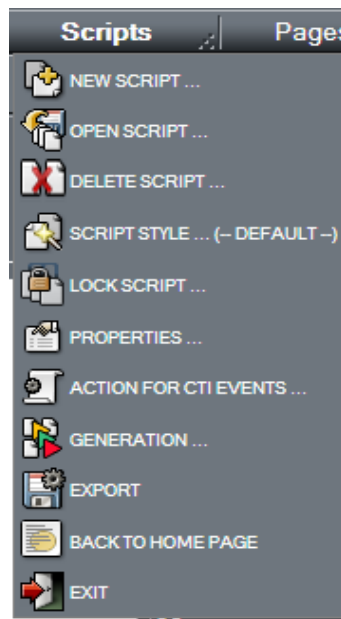 Scripts Pages
NEW SCRIPT ...
OPEN SCRIPT ...
DELETE SCRIPT ...
SCRIPT STYLE ... (-- DEFAULT --)
LOCK SCRIPT ...
PROPERTIES ...
ACTION FOR CTI EVENTS ...
GENERATION ...
EXPORT
BACK TO HOME PAGE
EXIT